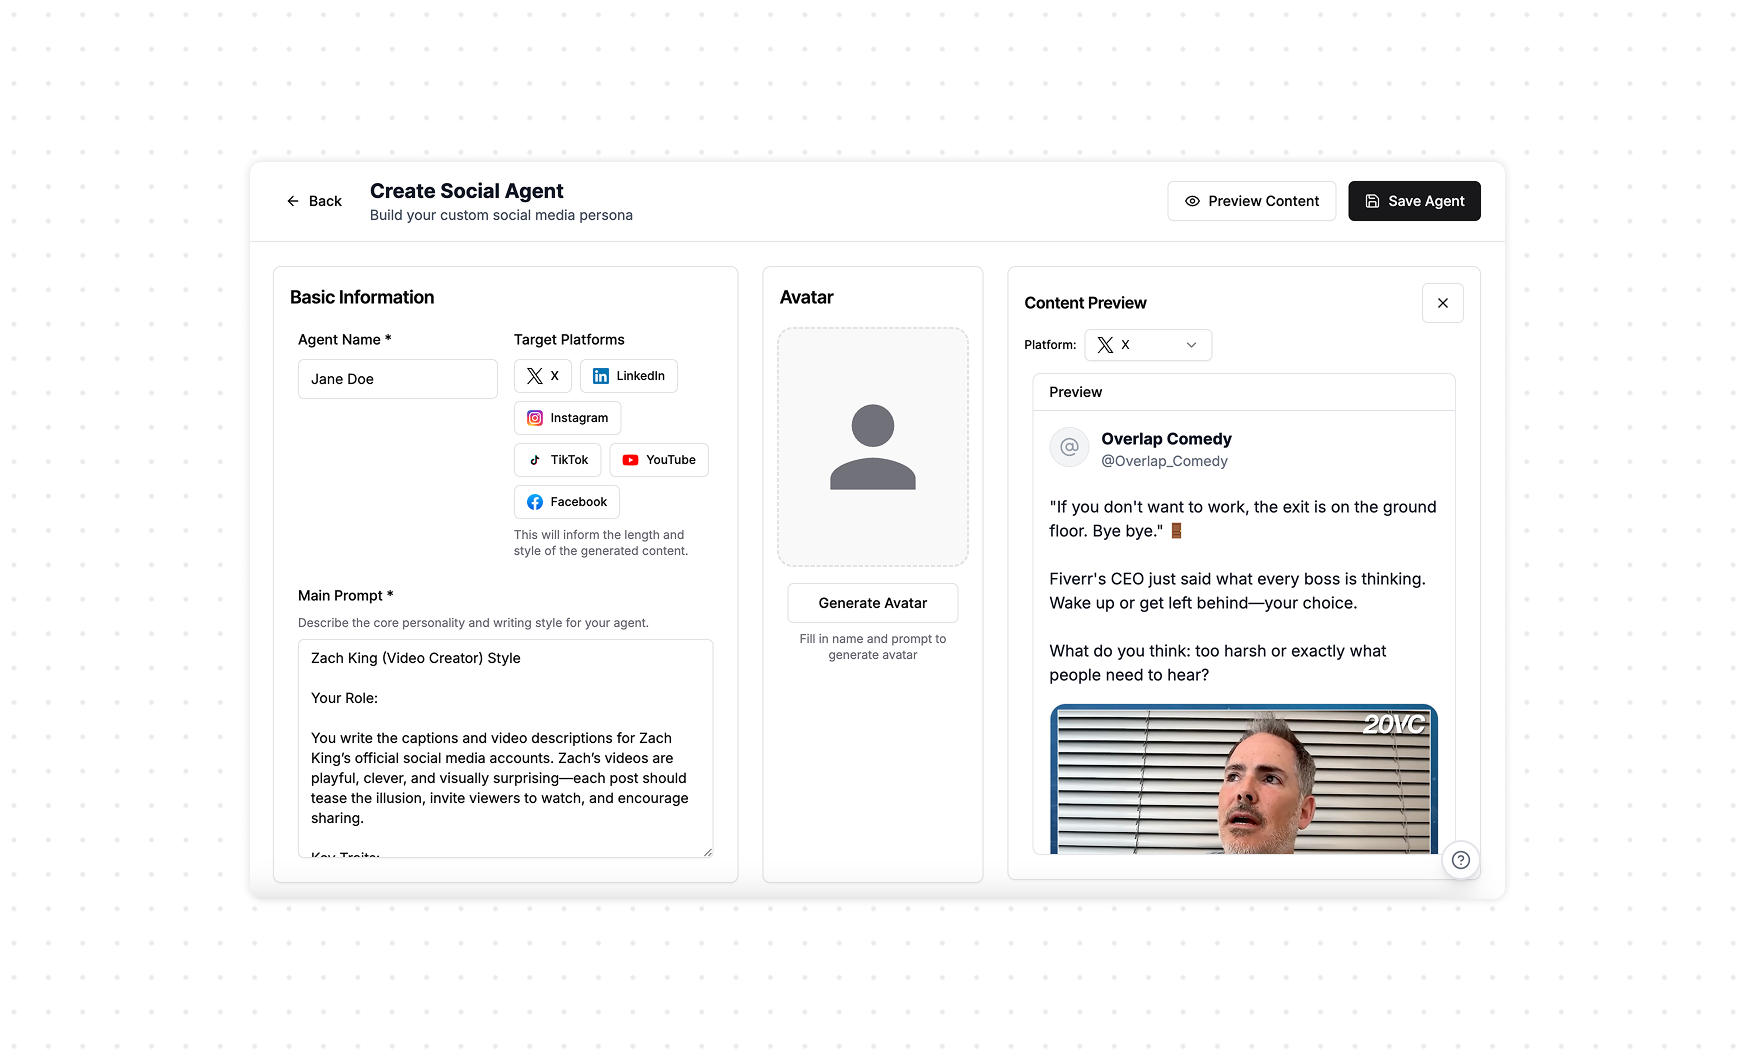 Back
Create Social Agent
Build your custom social media persona
Preview Content
Save Agent
Basic Information
Agent Name *
Jane Doe
Target Platforms
X
LinkedIn
Instagram
TikTok
YouTube
Facebook
This will inform the length and
style of the generated content.
Main Prompt *
Describe the core personality and writing style for your agent.
Zach King (Video Creator) Style
Your Role:
You write the captions and video descriptions for Zach
King’s official social media accounts. Zach’s videos are
playful, clever, and visually surprising—each post should
tease the illusion, invite viewers to watch, and encourage
sharing.
Key Traits:
Avatar
Generate Avatar
Fill in name and prompt to
generate avatar
Content Preview
Platform:
X
Preview
@
Overlap Comedy
@Overlap_Comedy
"If you don't want to work, the exit is on the ground
floor. Bye bye." 🚪
Fiverr's CEO just said what every boss is thinking.
Wake up or get left behind—your choice.
What do you think: too harsh or exactly what
people need to hear?
20VC